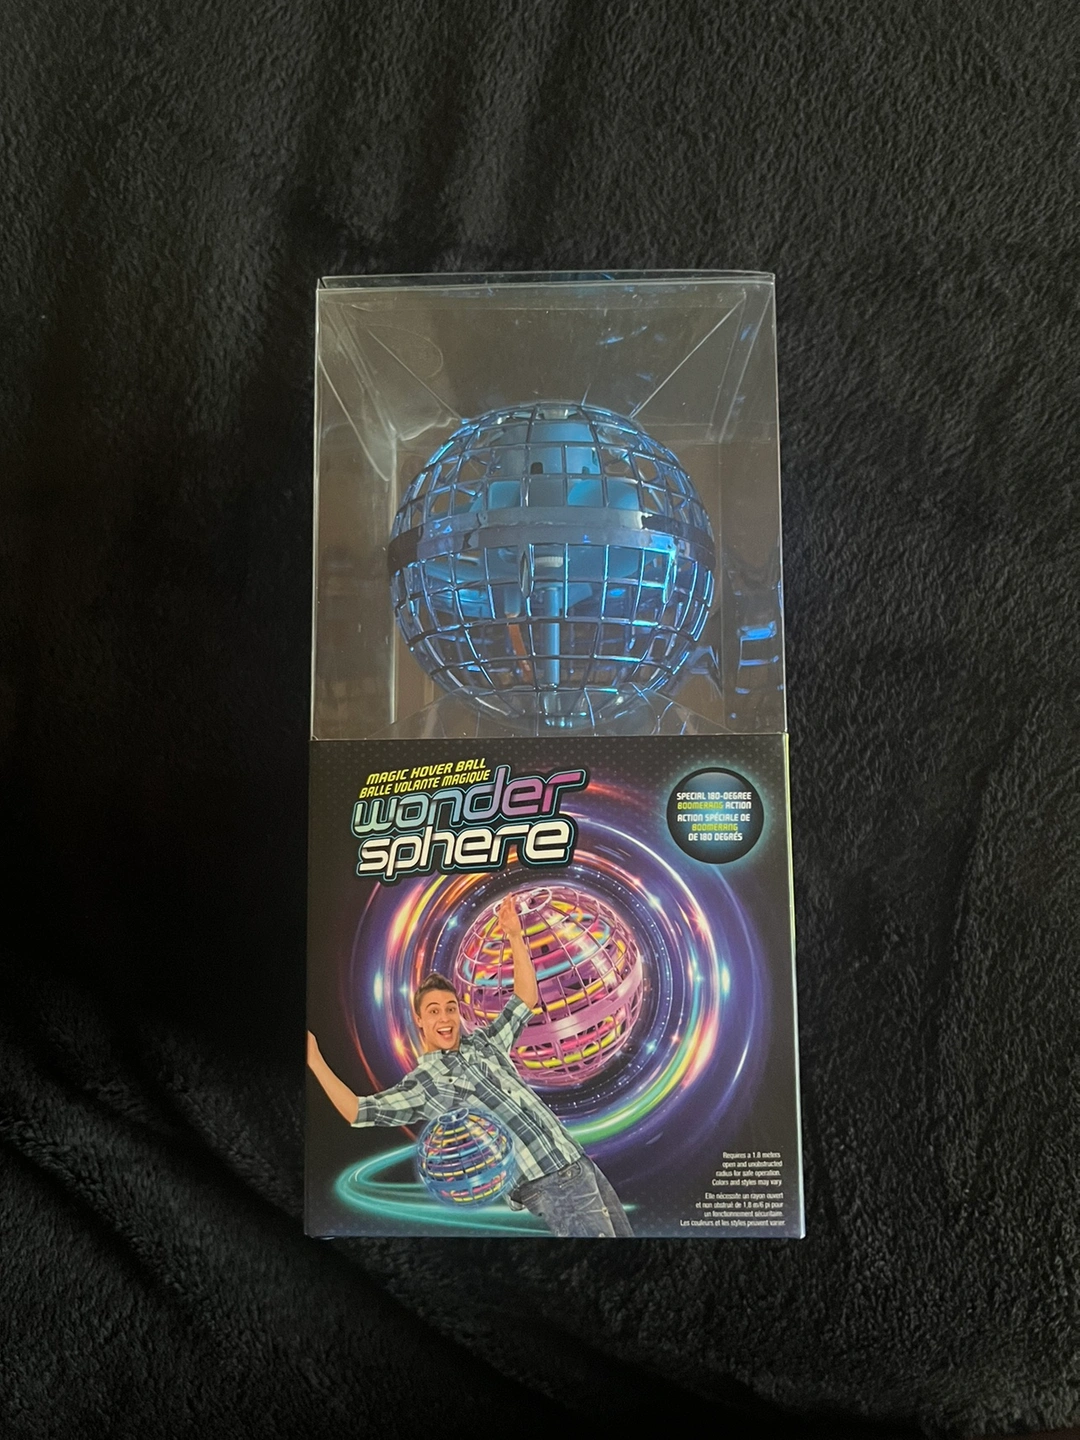 MAGIC HOVER BALL
BALLE VOLANTE MAGIQUE
wonder
sphere
SPECIAL 180-DEGREE
BOOMERANG ACTION
ACTION SPÉCIALE DE
BOOMERANG
DE 180 DEGRÉS
Requires a 1.8 meters
open and unobstructed
radius for safe operation.
Colors and styles may vary.
Elle nécessite un rayon ouvert
et non obstrué de 1,8 m/6 pi pour
un fonctionnement sécuritaire.
Les couleurs et les styles peuvent varier